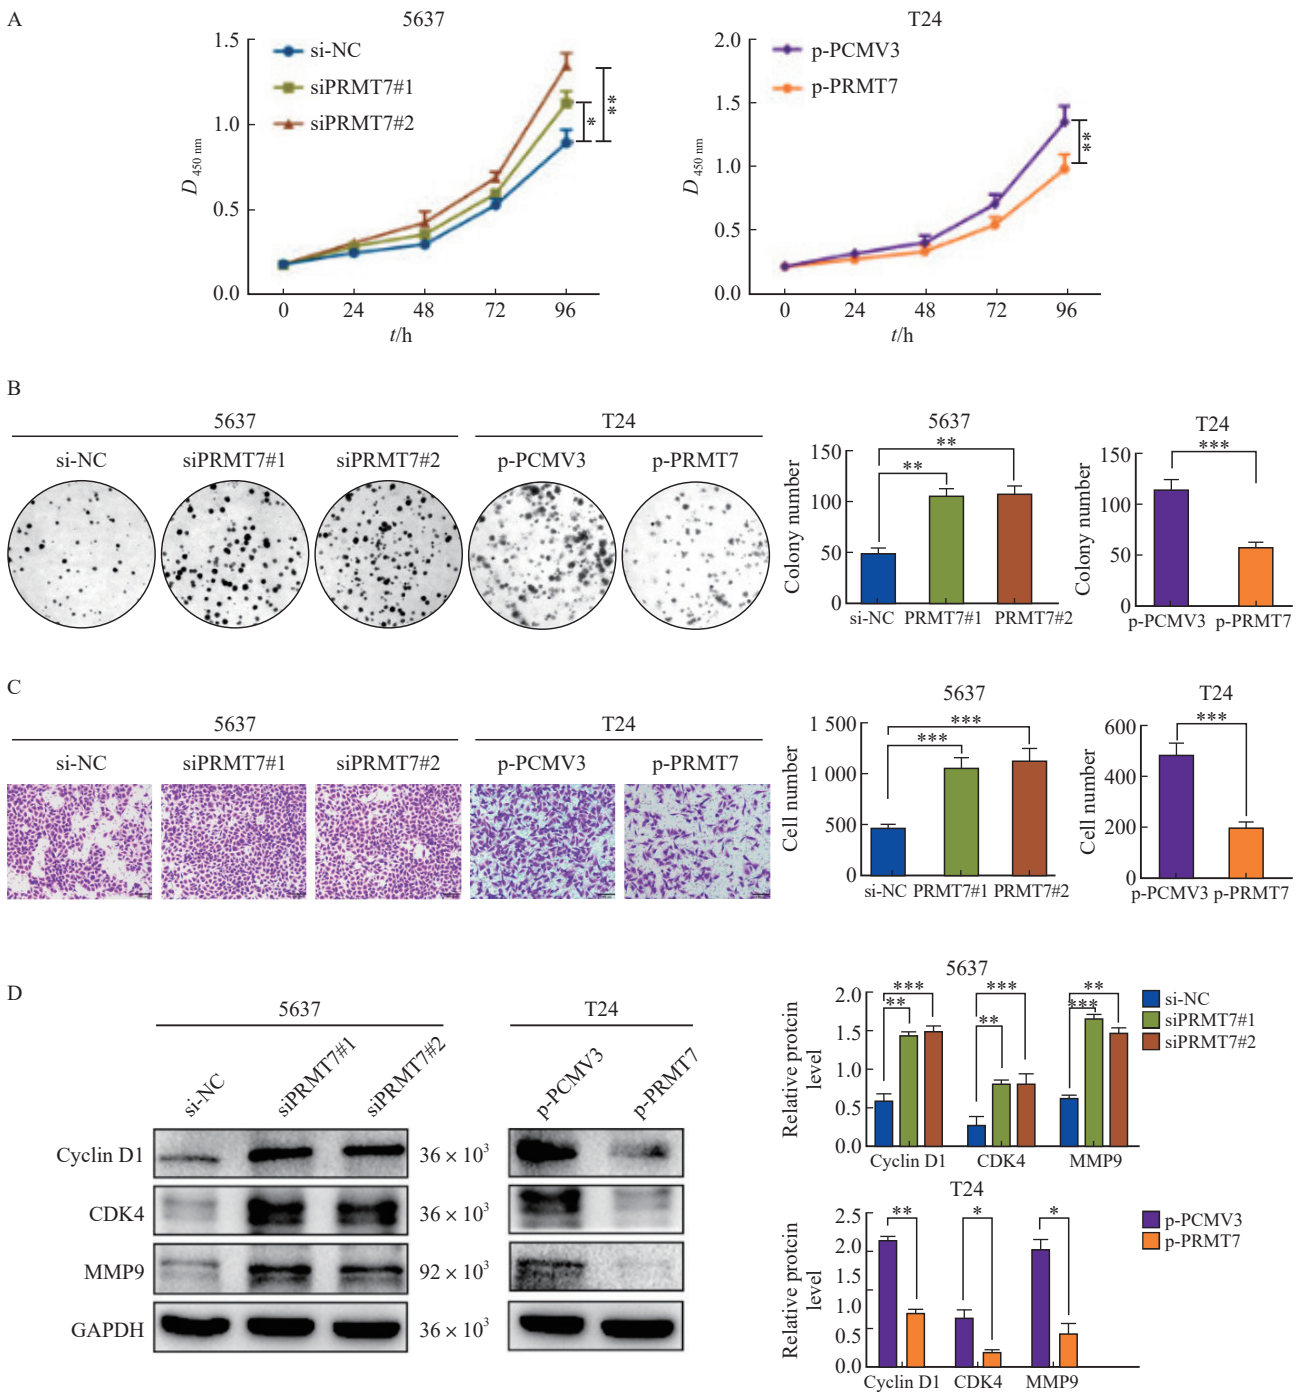 A
5637
T24
1.5
1.0
0.5
0.0
D 450 nm
si-NC
siPRMT7#1
siPRMT7#2
**
*
0 24 48 72 96
t/h
2.0
1.5
1.0
0.5
0.0
D 450 nm
p-PCMV3
p-PRMT7
**
0 24 48 72 96
t/h
B
5637 T24
si-NC siPRMT7#1 siPRMT7#2 p-PCMV3 p-PRMT7
5637
150
100
50
0
Colony number
**
**
si-NC PRMT7#1 PRMT7#2
T24
150
100
50
0
Colony number
***
p-PCMV3 p-PRMT7
C
5637 T24
si-NC siPRMT7#1 siPRMT7#2 p-PCMV3 p-PRMT7
5637
1 500
1 000
500
0
Cell number
***
***
si-NC PRMT7#1 PRMT7#2
T24
600
400
200
0
Cell number
***
p-PCMV3 p-PRMT7
D
5637 T24
si-NC siPRMT7#1 siPRMT7#2 p-PCMV3 p-PRMT7
Cyclin D1 36 × 10³
CDK4 36 × 10³
MMP9 92 × 10³
GAPDH 36 × 10³
5637
2.0
1.5
1.0
0.5
0.0
Relative protcin
level
*** *** **
** ** ***
Cyclin D1 CDK4 MMP9
si-NC
siPRMT7#1
siPRMT7#2
T24
2.5
2.0
1.5
1.0
0.5
0.0
Relative protcin
level
** * *
Cyclin D1 CDK4 MMP9
p-PCMV3
p-PRMT7